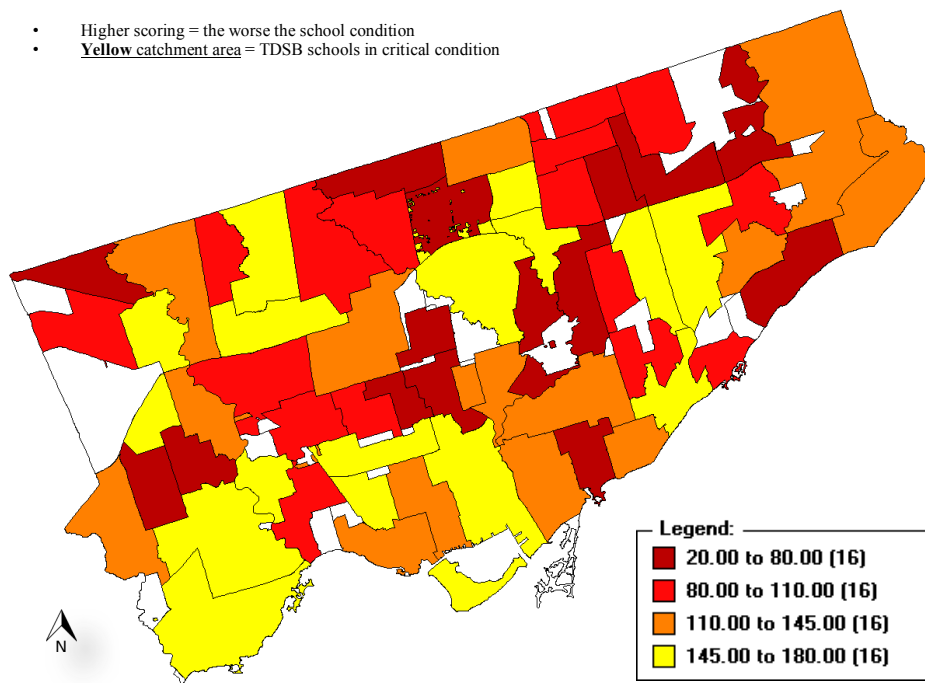 • Higher scoring = the worse the school condition
• Yellow catchment area = TDSB schools in critical condition
N
Legend:
20.00 to 80.00 (16)
80.00 to 110.00 (16)
110.00 to 145.00 (16)
145.00 to 180.00 (16)